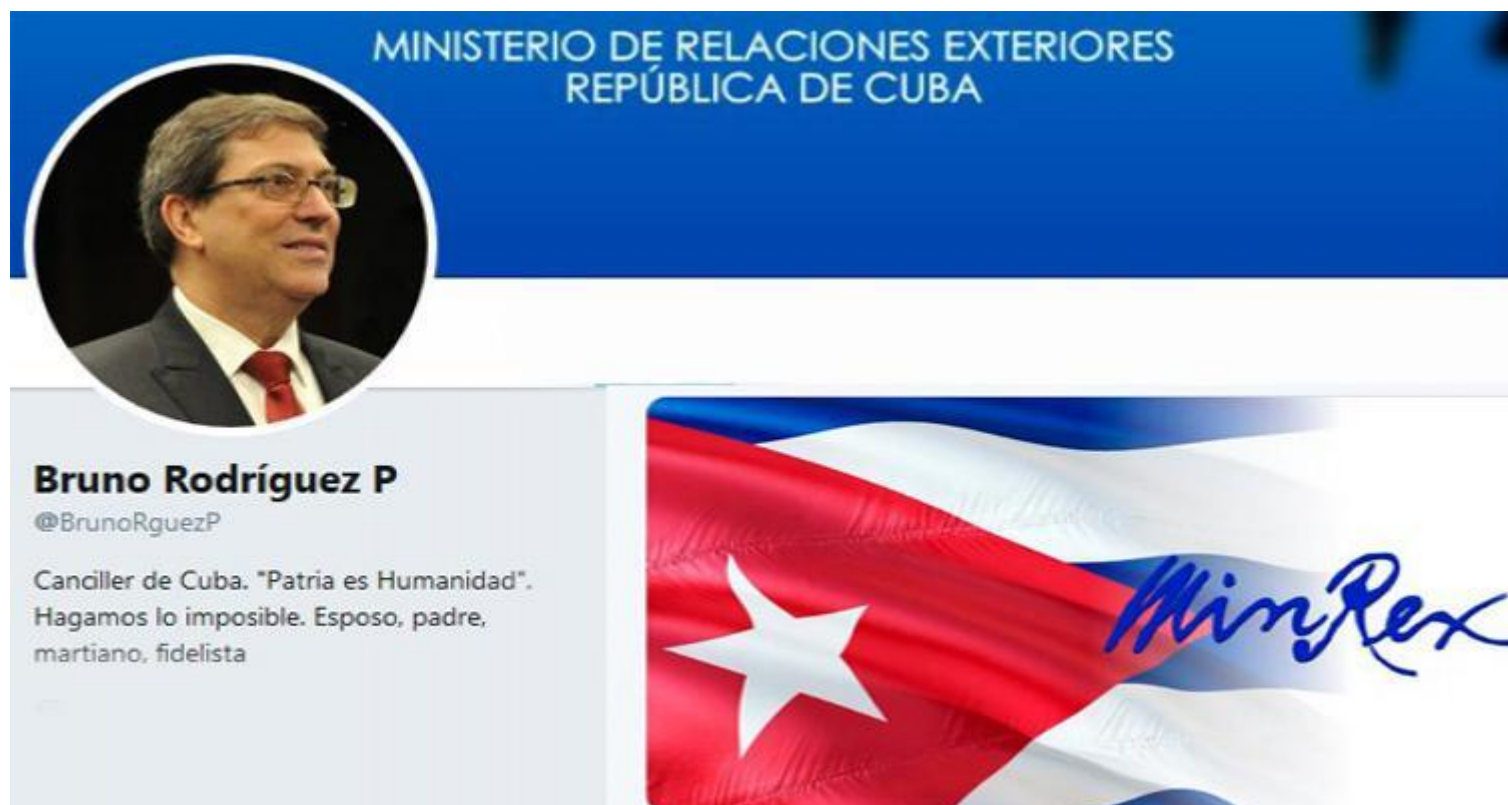 MINISTERIO DE RELACIONES EXTERIORES
REPÚBLICA DE CUBA
Bruno Rodríguez P
@BrunoRguezP
Canciller de Cuba. "Patria es Humanidad".
Hagamos lo imposible. Esposo, padre,
martiano, fidelista
MinRex